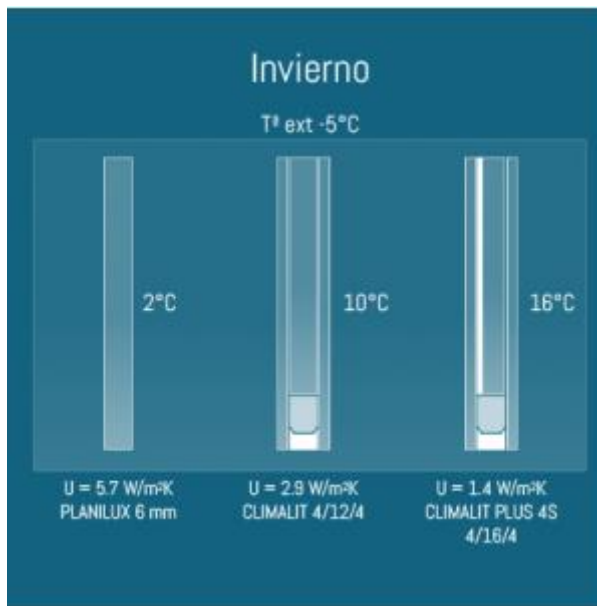 Invierno
Tª ext -5°C
2°C
10°C
16°C
U = 5.7 W/m²K
PLANILUX 6 mm
U = 2.9 W/m²K
CLIMALIT 4/12/4
U = 1.4 W/m²K
CLIMALIT PLUS 4S
4/16/4